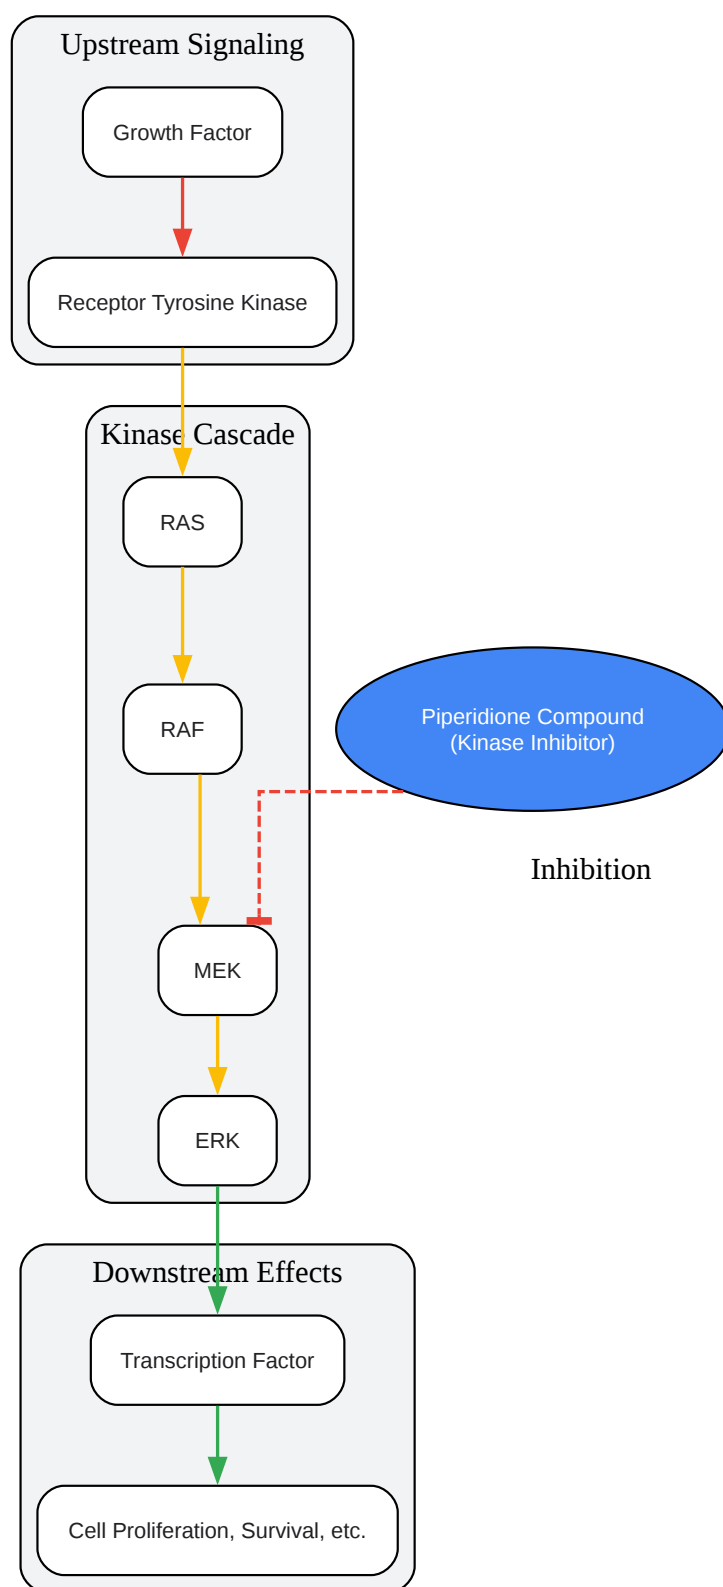 Upstream Signaling
Growth Factor
Receptor Tyrosine Kinase
Kinase Cascade
RAS
RAF
Piperidione Compound
(Kinase Inhibitor)
Inhibition
MEK
ERK
Downstream Effects
Transcription Factor
Cell Proliferation, Survival, etc.